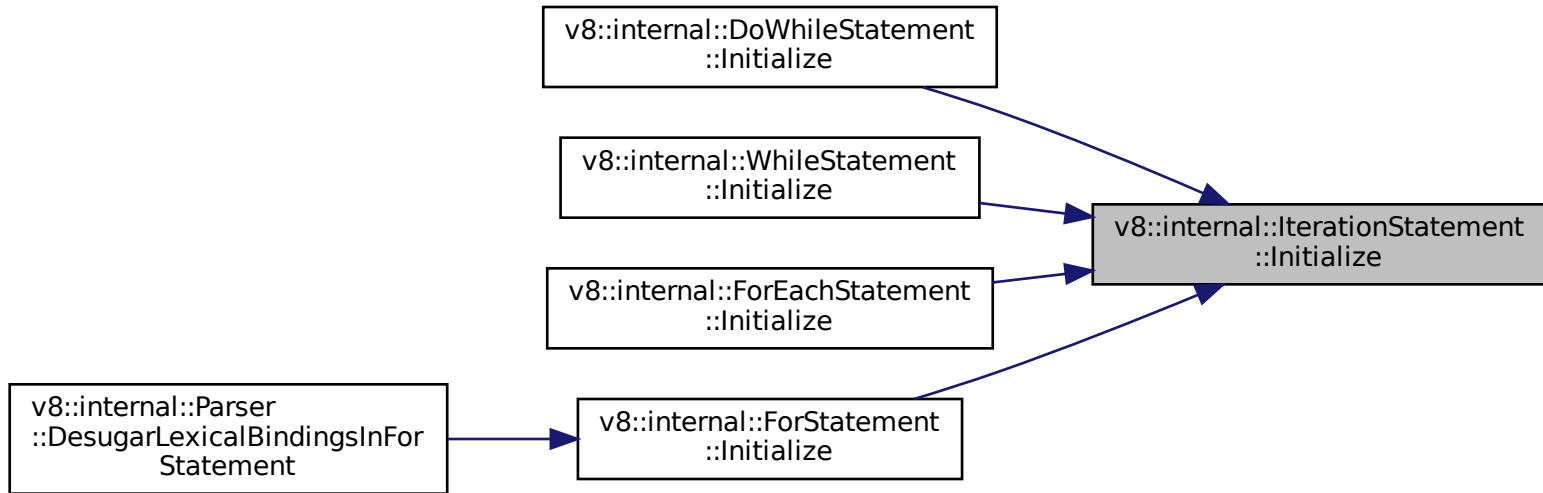 v8::internal::DoWhileStatement
::Initialize
v8::internal::WhileStatement
::Initialize
v8::internal::IterationStatement
::Initialize
v8::internal::ForEachStatement
::Initialize
v8::internal::Parser
::DesugarLexicalBindingsInFor
Statement
v8::internal::ForStatement
::Initialize